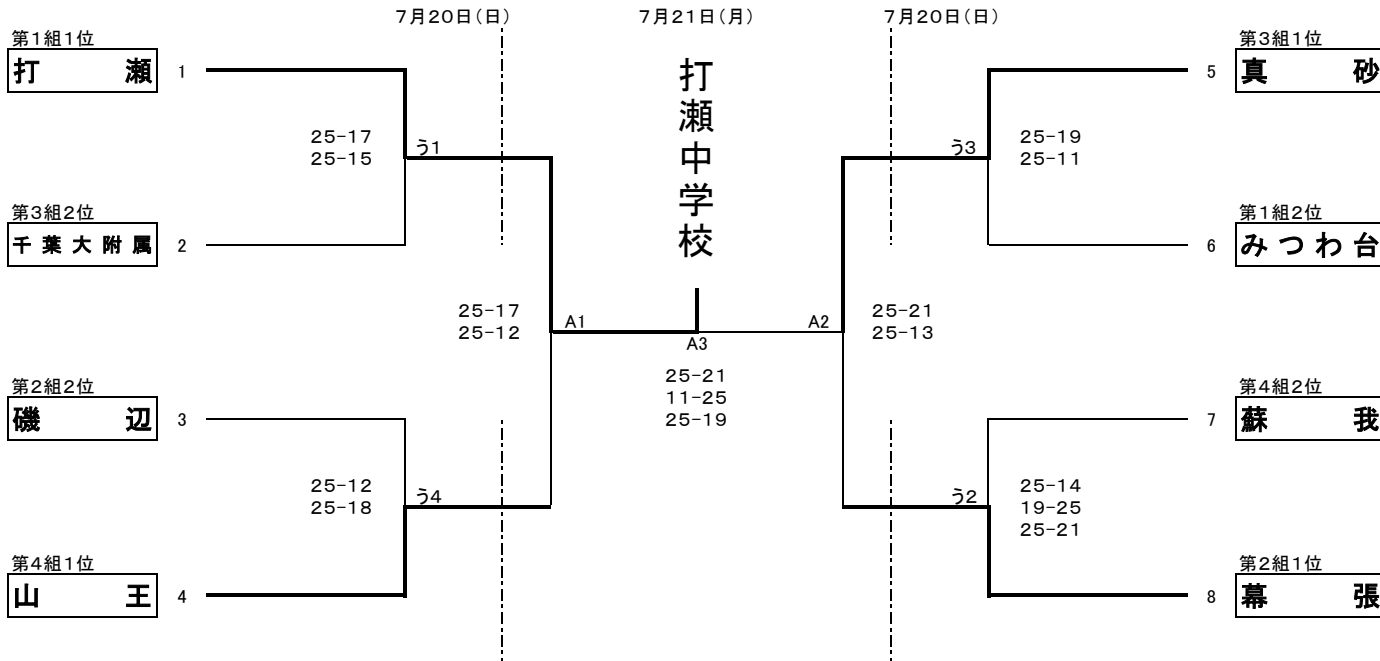 7月20日(日)
7月21日(月)
7月20日(日)
第1組1位
打瀬 1
第3組1位
5 真砂
打瀬中学校
25-17
25-15
う1
う3
25-19
25-11
第3組2位
千葉大附属 2
第1組2位
6 みつわ台
25-17
25-12
A1
A2
25-21
25-13
A3
25-21
11-25
25-19
第2組2位
磯辺 3
第4組2位
7 蘇我
25-12
25-18
う4
う2
25-14
19-25
25-21
第4組1位
山王 4
第2組1位
8 幕張